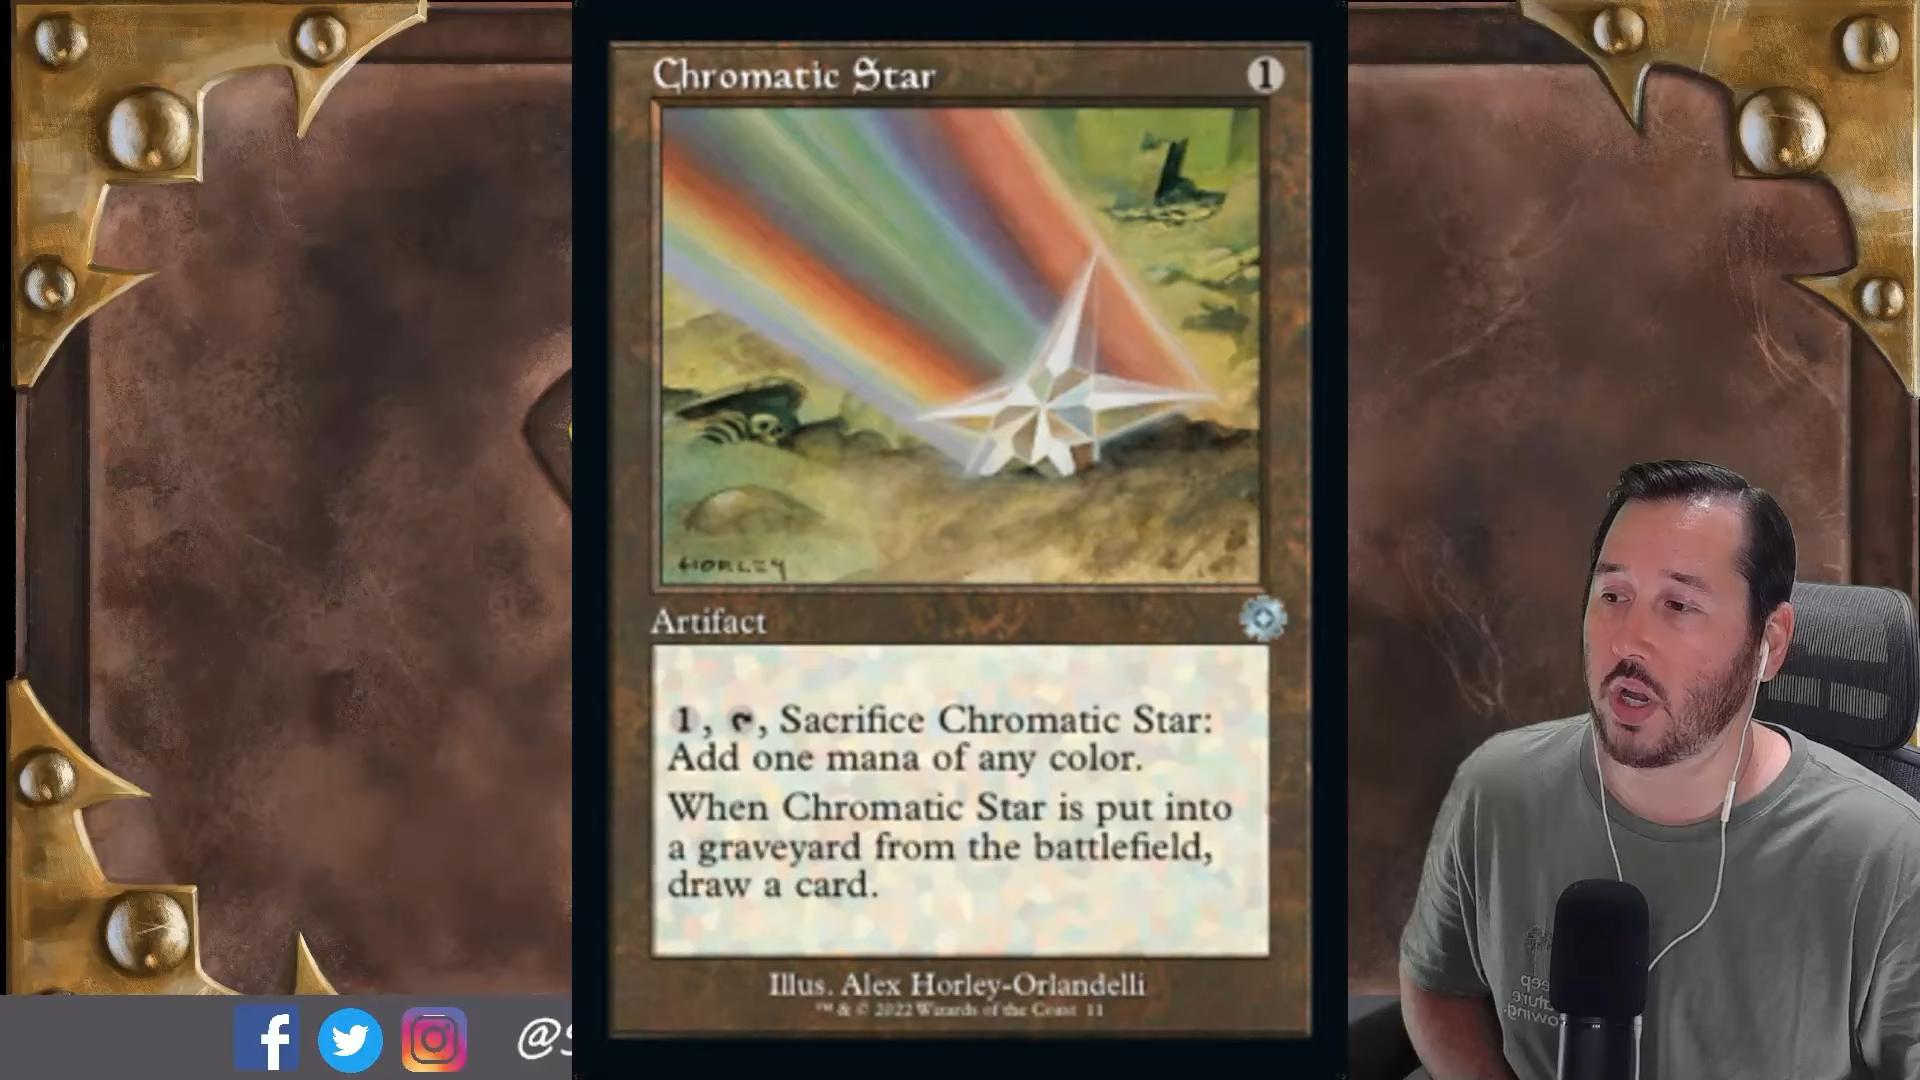 Chromatic Star 1
HORLEY
Artifact
1, T, Sacrifice Chromatic Star:
Add one mana of any color.
When Chromatic Star is put into
a graveyard from the battlefield,
draw a card.
Illus. Alex Horley-Orlandelli
™ & © 2022 Wizards of the Coast 11
@S